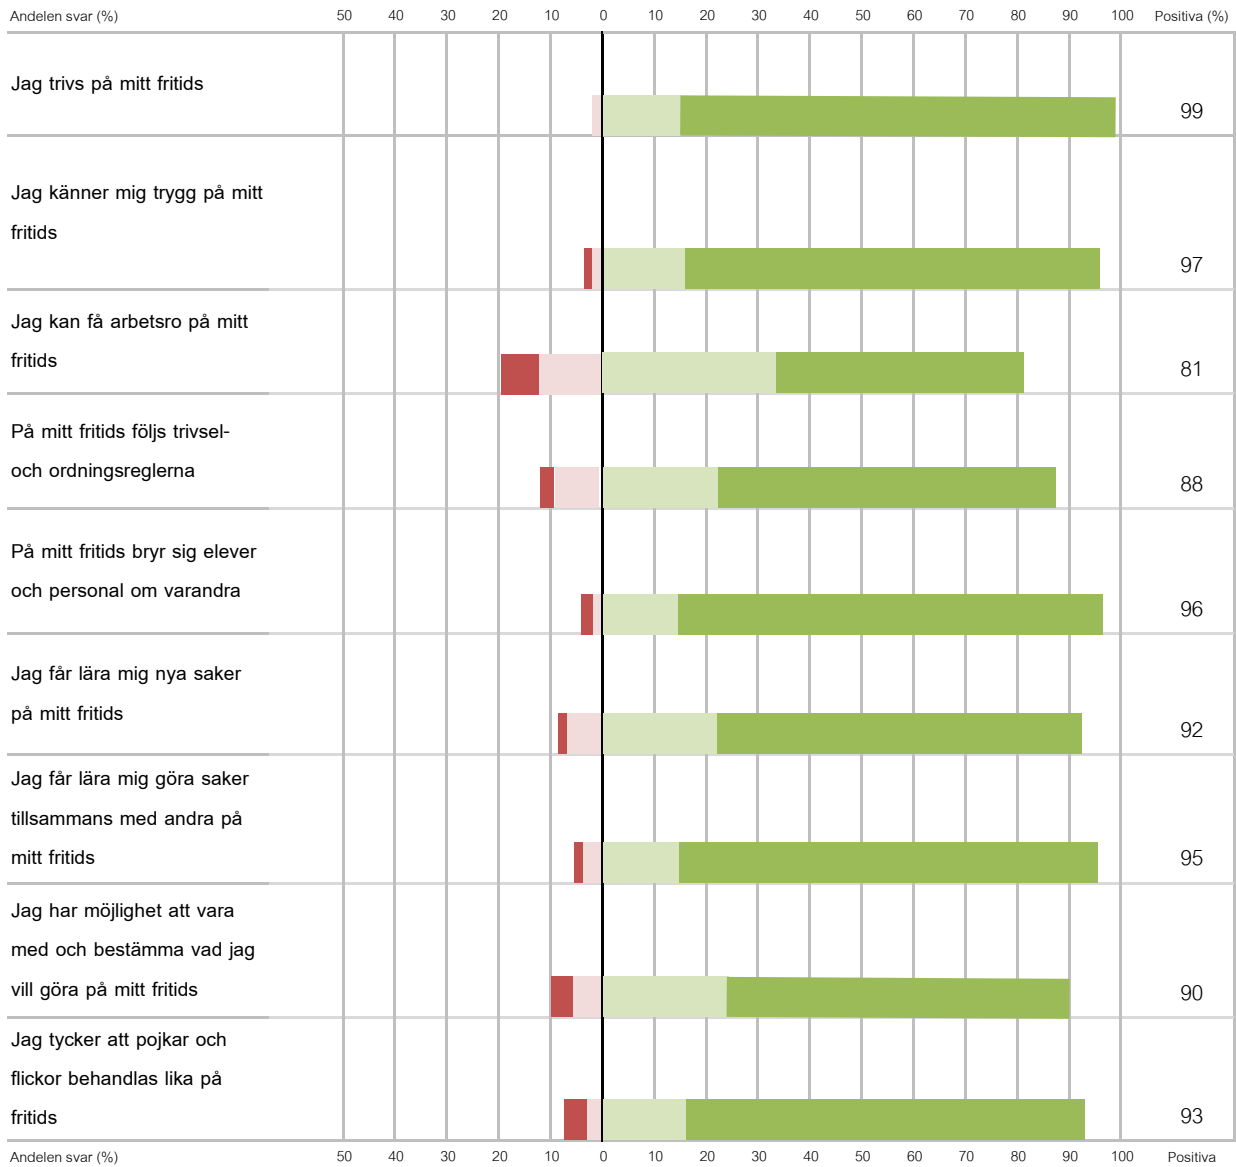 Andelen svar (%) 50 40 30 20 10 0 10 20 30 40 50 60 70 80 90 100 Positiva (%)
Jag trivs på mitt fritids
99
Jag känner mig trygg på mitt
fritids
97
Jag kan få arbetsro på mitt
fritids
81
På mitt fritids följs trivsel-
och ordningsreglerna
88
På mitt fritids bryr sig elever
och personal om varandra
96
Jag får lära mig nya saker
på mitt fritids
92
Jag får lära mig göra saker
tillsammans med andra på
mitt fritids
95
Jag har möjlighet att vara
med och bestämma vad jag
vill göra på mitt fritids
90
Jag tycker att pojkar och
flickor behandlas lika på
fritids
93
Andelen svar (%) 50 40 30 20 10 0 10 20 30 40 50 60 70 80 90 100 Positiva